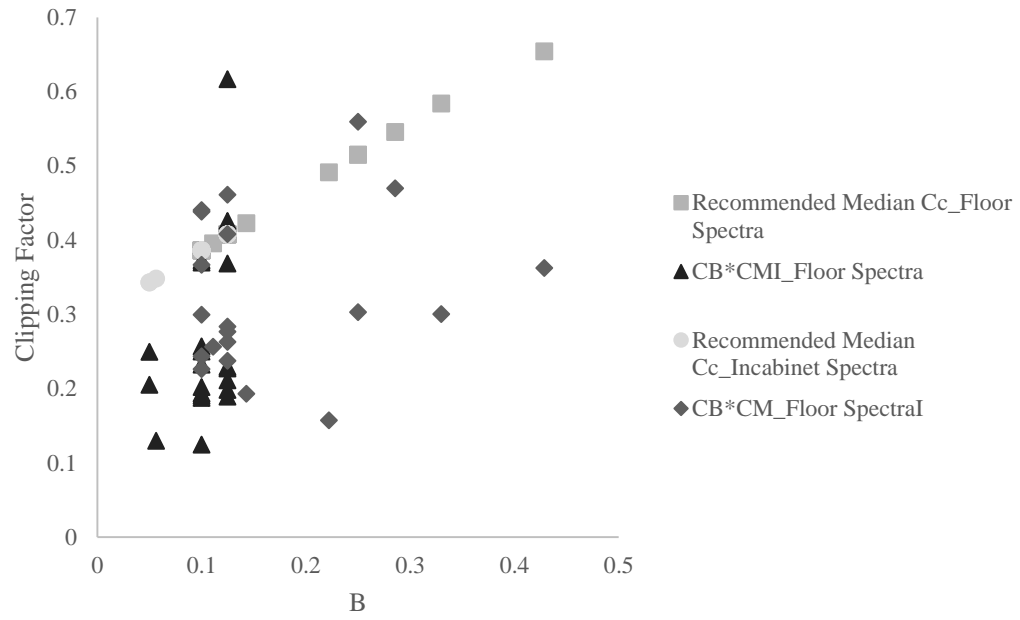 0.7
0.6
0.5
0.4
0.3
0.2
0.1
0
Clipping Factor
0
0.1
0.2
0.3
0.4
0.5
B
Recommended Median Cc_Floor
Spectra
CB*CMI_Floor Spectra
Recommended Median
Cc_Incabinet Spectra
CB*CM_Floor SpectraI